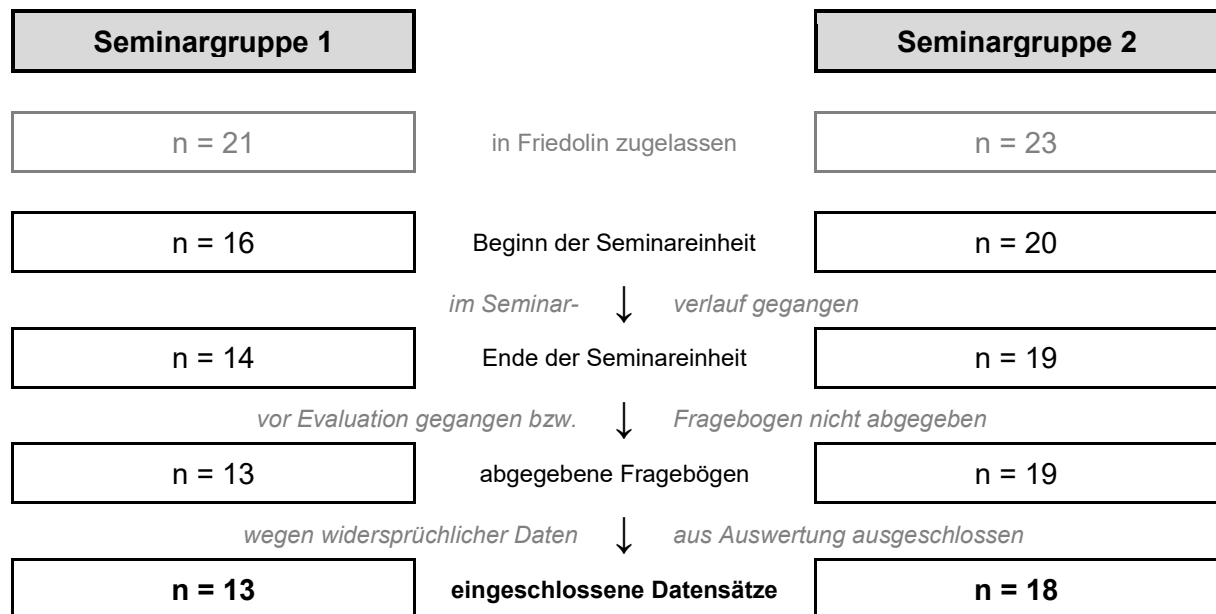 Seminargruppe 1 Seminargruppe 2
n = 21 in Friedolin zugelassen n = 23
n = 16 Beginn der Seminareinheit n = 20
im Seminar- ↓ verlauf gegangen
n = 14 Ende der Seminareinheit n = 19
vor Evaluation gegangen bzw. ↓ Fragebogen nicht abgegeben
n = 13 abgegebene Fragebögen n = 19
wegen widersprüchlicher Daten ↓ aus Auswertung ausgeschlossen
n = 13 eingeschlossene Datensätze n = 18